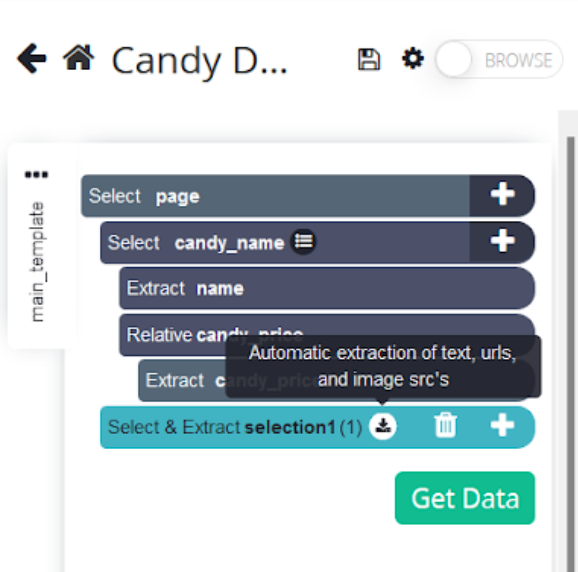 Candy D...
BROWSE
main_template
Select page
Select candy_name
Extract name
Relative candy_price
Automatic extraction of text, urls,
and image src's
Extract candy_price
Select & Extract selection1 (1)
Get Data